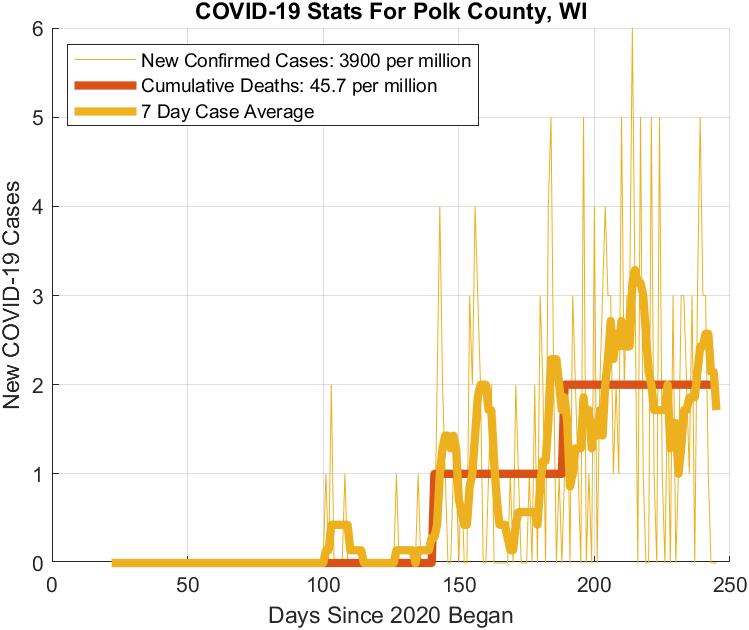 COVID-19 Stats For Polk County, WI
New Confirmed Cases: 3900 per million
Cumulative Deaths: 45.7 per million
7 Day Case Average
New COVID-19 Cases
6
5
4
3
2
1
0
0 50 100 150 200 250
Days Since 2020 Began